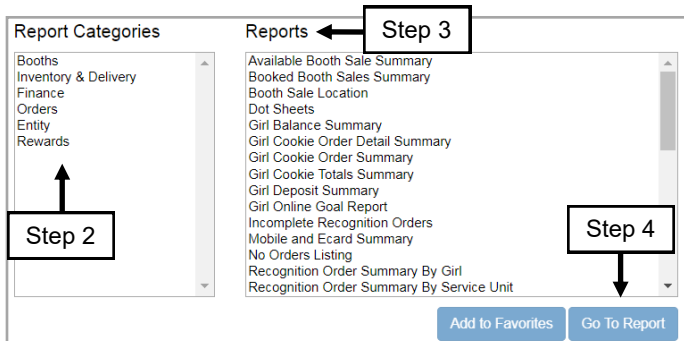 Report Categories
Reports
Step 3
Booths
Inventory & Delivery
Finance
Orders
Entity
Rewards
Step 2
Available Booth Sale Summary
Booked Booth Sales Summary
Booth Sale Location
Dot Sheets
Girl Balance Summary
Girl Cookie Order Detail Summary
Girl Cookie Order Summary
Girl Cookie Totals Summary
Girl Deposit Summary
Girl Online Goal Report
Incomplete Recognition Orders
Mobile and Ecard Summary
No Orders Listing
Recognition Order Summary By Girl
Recognition Order Summary By Service Unit
Step 4
Add to Favorites
Go To Report